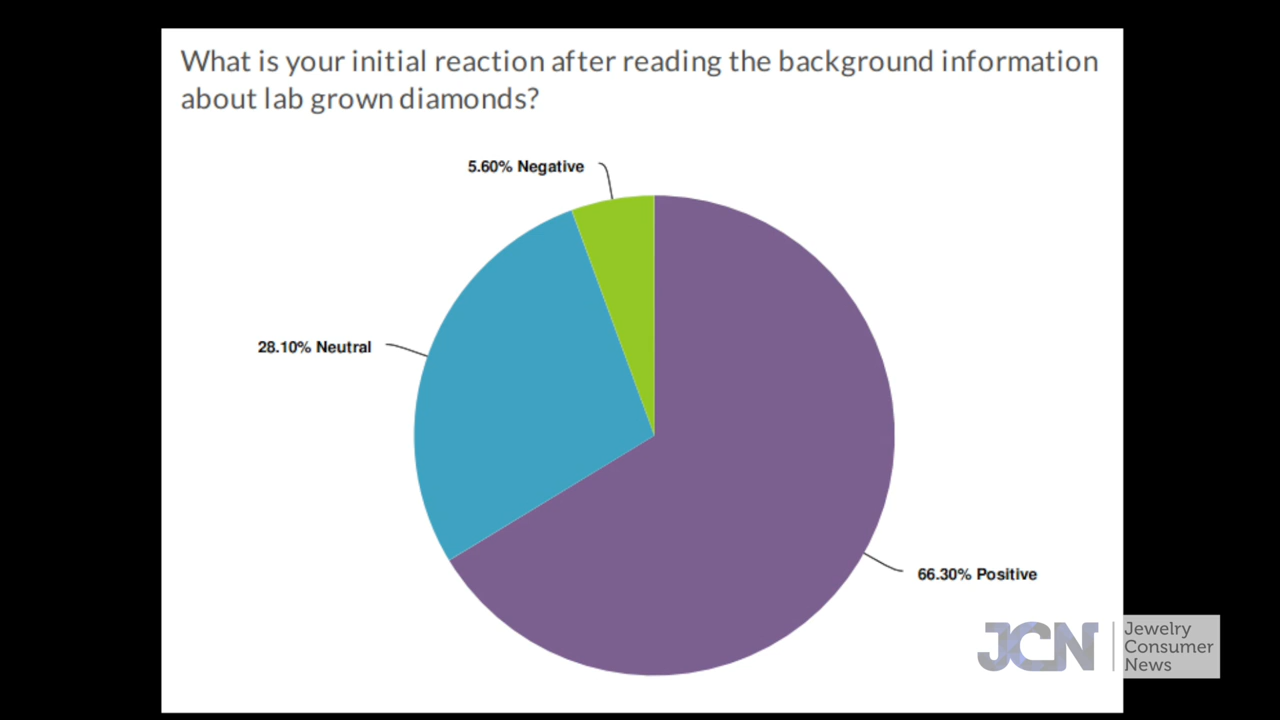 What is your initial reaction after reading the background information
about lab grown diamonds?
5.60% Negative
28.10% Neutral
66.30% Positive
JCN
Jewelry
Consumer
News